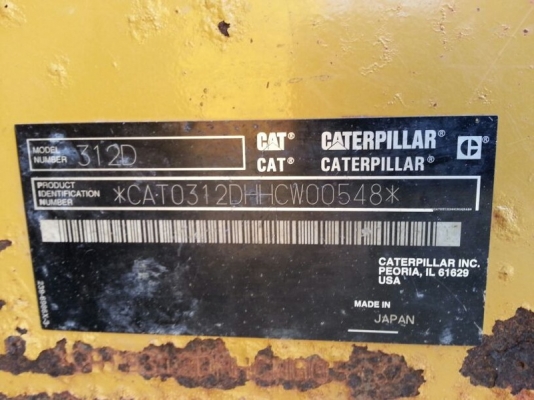 MODEL NUMBER 312D
CAT® CATERPILLAR®
CAT® CATERPILLAR®
PRODUCT IDENTIFICATION NUMBER *CAT0312DHHCW00548*
CATERPILLAR INC.
PEORIA, IL 61629
USA
MADE IN
JAPAN